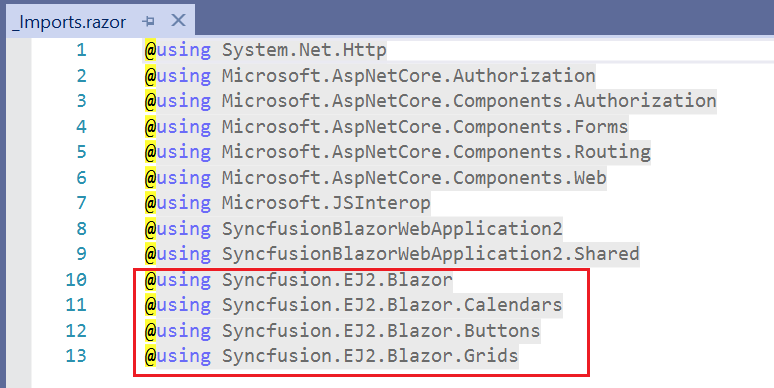 _Imports.razor
1 @using System.Net.Http
2 @using Microsoft.AspNetCore.Authorization
3 @using Microsoft.AspNetCore.Components.Authorization
4 @using Microsoft.AspNetCore.Components.Forms
5 @using Microsoft.AspNetCore.Components.Routing
6 @using Microsoft.AspNetCore.Components.Web
7 @using Microsoft.JSInterop
8 @using SyncfusionBlazorWebApplication2
9 @using SyncfusionBlazorWebApplication2.Shared
10 @using Syncfusion.EJ2.Blazor
11 @using Syncfusion.EJ2.Blazor.Calendars
12 @using Syncfusion.EJ2.Blazor.Buttons
13 @using Syncfusion.EJ2.Blazor.Grids